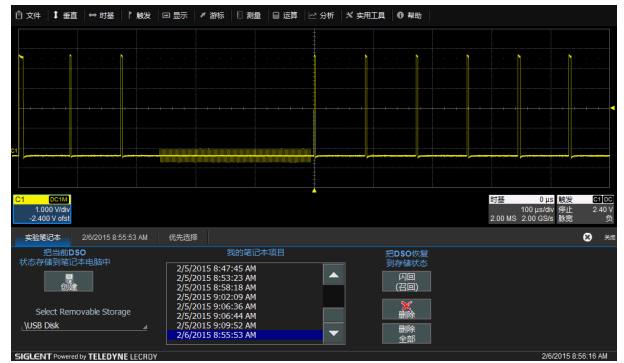 文件 垂直 时基 触发 显示 游标 测量 运算 分析 实用工具 帮助
C1
C1 DC1M
1.000 V/div
-2.400 V ofst
时基 0 µs
100 µs/div
2.00 MS 2.00 GS/s
触发 C1 DC
停止 2.40 V
脉宽 负
实验笔记本 2/6/2015 8:55:53 AM 优先选择 关闭
把当前DSO
状态存储到笔记本电脑中
创建
Select Removable Storage
\USB Disk
我的笔记本项目
2/5/2015 8:47:45 AM
2/5/2015 8:53:23 AM
2/5/2015 8:58:18 AM
2/5/2015 9:02:09 AM
2/5/2015 9:06:36 AM
2/5/2015 9:06:44 AM
2/5/2015 9:09:52 AM
2/6/2015 8:55:53 AM
把DSO恢复
到存储状态
闪回
(召回)
删除
删除
全部
SIGLENT Powered by TELEDYNE LECROY
2/6/2015 8:56:16 AM